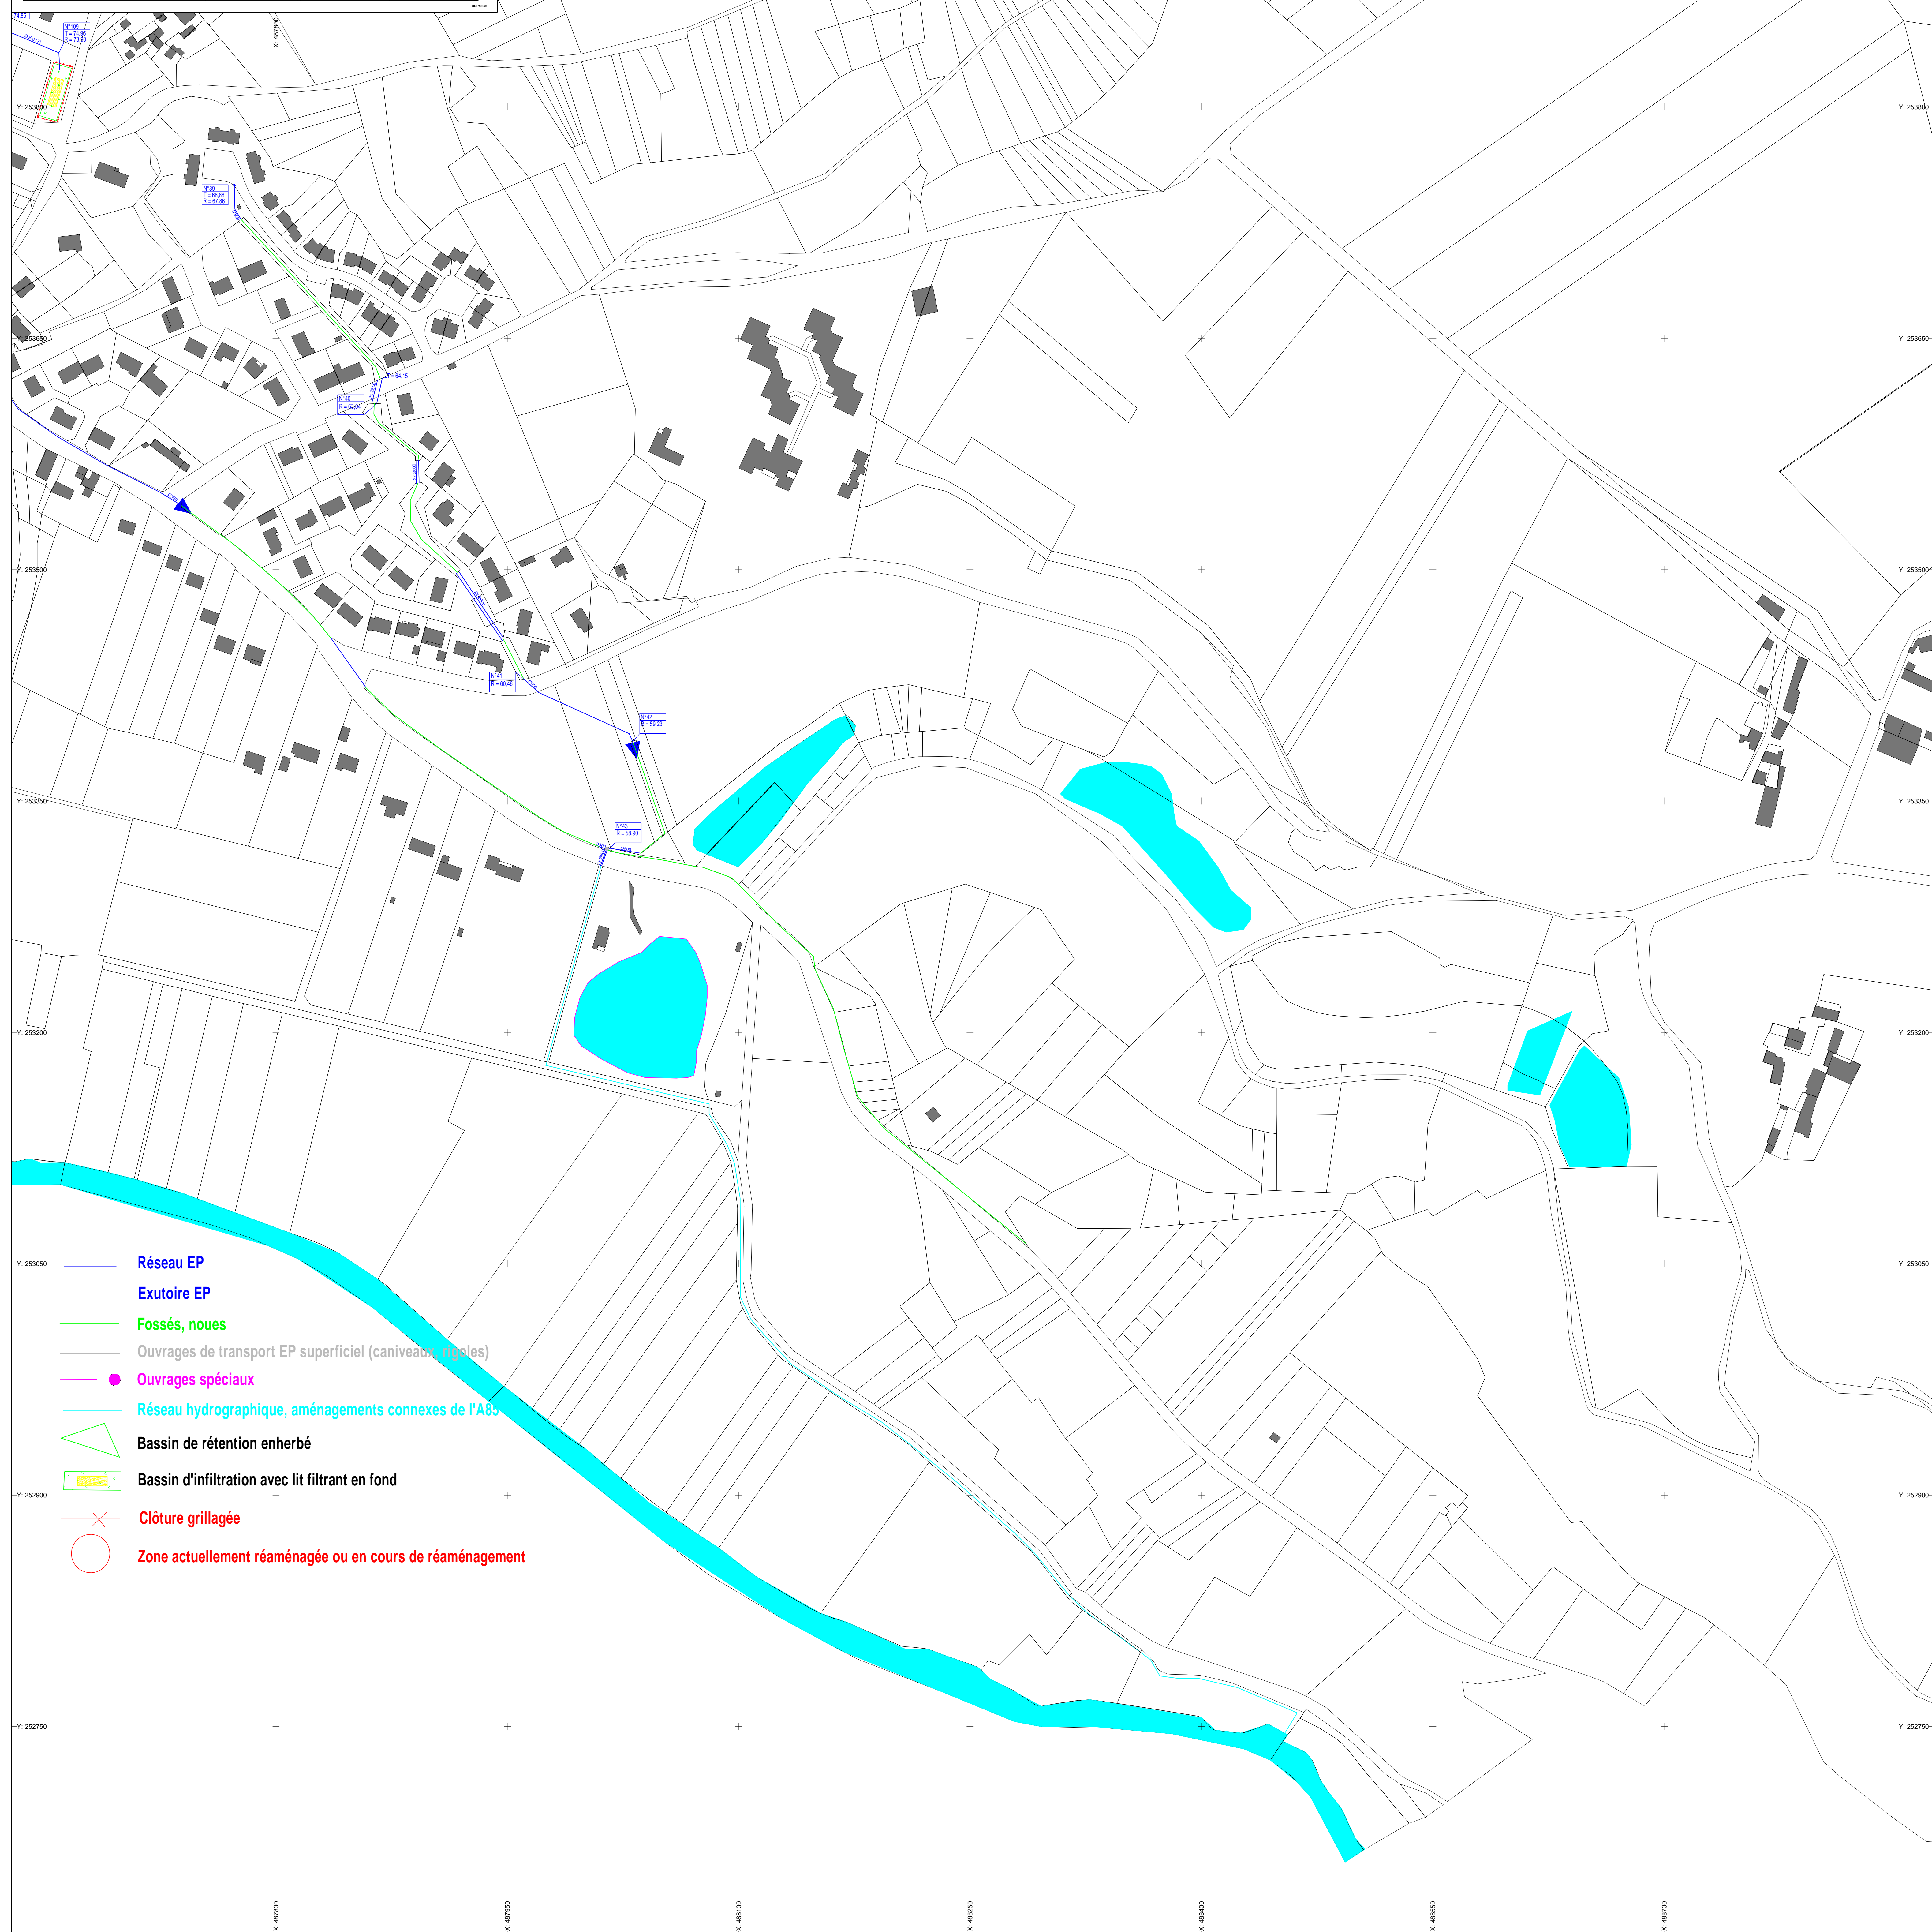 74,85
N°109
T = 74,95
R = 73,90
X: 487800
Y: 253800
Y: 253800
N°39
T = 68,68
R = 67,86
Y: 253650
Y: 253650
T = 64,15
N°40
R = 63,04
Y: 253500
Y: 253500
N°41
R = 60,46
N°42
R = 59,23
Y: 253350
Y: 253350
N°43
R = 58,90
Y: 253200
Y: 253200
Y: 253050
Y: 253050
Réseau EP
Exutoire EP
Fossés, noues
Ouvrages de transport EP superficiel (caniveaux, rigoles)
Ouvrages spéciaux
Réseau hydrographique, aménagements connexes de l'A85
Bassin de rétention enherbé
Bassin d'infiltration avec lit filtrant en fond
Y: 252900
Y: 252900
Clôture grillagée
Zone actuellement réaménagée ou en cours de réaménagement
Y: 252750
Y: 252750
X: 487800
X: 487950
X: 488100
X: 488250
X: 488400
X: 488550
X: 488700